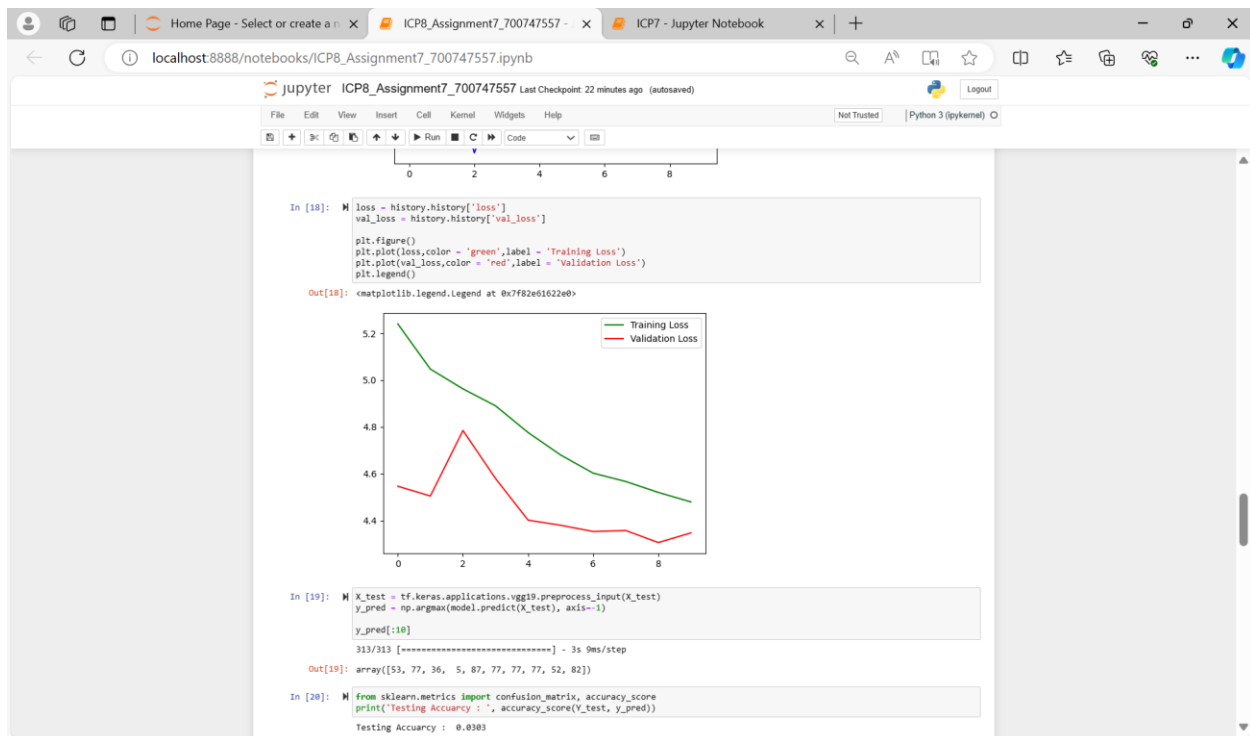 Home Page - Select or create a n
ICP8_Assignment7_700747557 -
ICP7 - Jupyter Notebook
localhost:8888/notebooks/ICP8_Assignment7_700747557.ipynb
jupyter ICP8_Assignment7_700747557 Last Checkpoint: 22 minutes ago (autosaved)
Logout
File Edit View Insert Cell Kernel Widgets Help
Not Trusted
Python 3 (ipykernel)
Run
Code
0 2 4 6 8
In [18]: loss = history.history['loss']
val_loss = history.history['val_loss']
plt.figure()
plt.plot(loss,color = 'green',label = 'Training Loss')
plt.plot(val_loss,color = 'red',label = 'Validation Loss')
plt.legend()
Out[18]: <matplotlib.legend.Legend at 0x7f82e61622e0>
Training Loss
Validation Loss
5.2
5.0
4.8
4.6
4.4
0 2 4 6 8
In [19]: X_test = tf.keras.applications.vgg19.preprocess_input(X_test)
y_pred = np.argmax(model.predict(X_test), axis=-1)
y_pred[:10]
313/313 [==============================] - 3s 9ms/step
Out[19]: array([53, 77, 36, 5, 87, 77, 77, 77, 52, 82])
In [20]: from sklearn.metrics import confusion_matrix, accuracy_score
print('Testing Accuarcy : ', accuracy_score(Y_test, y_pred))
Testing Accuarcy : 0.0303